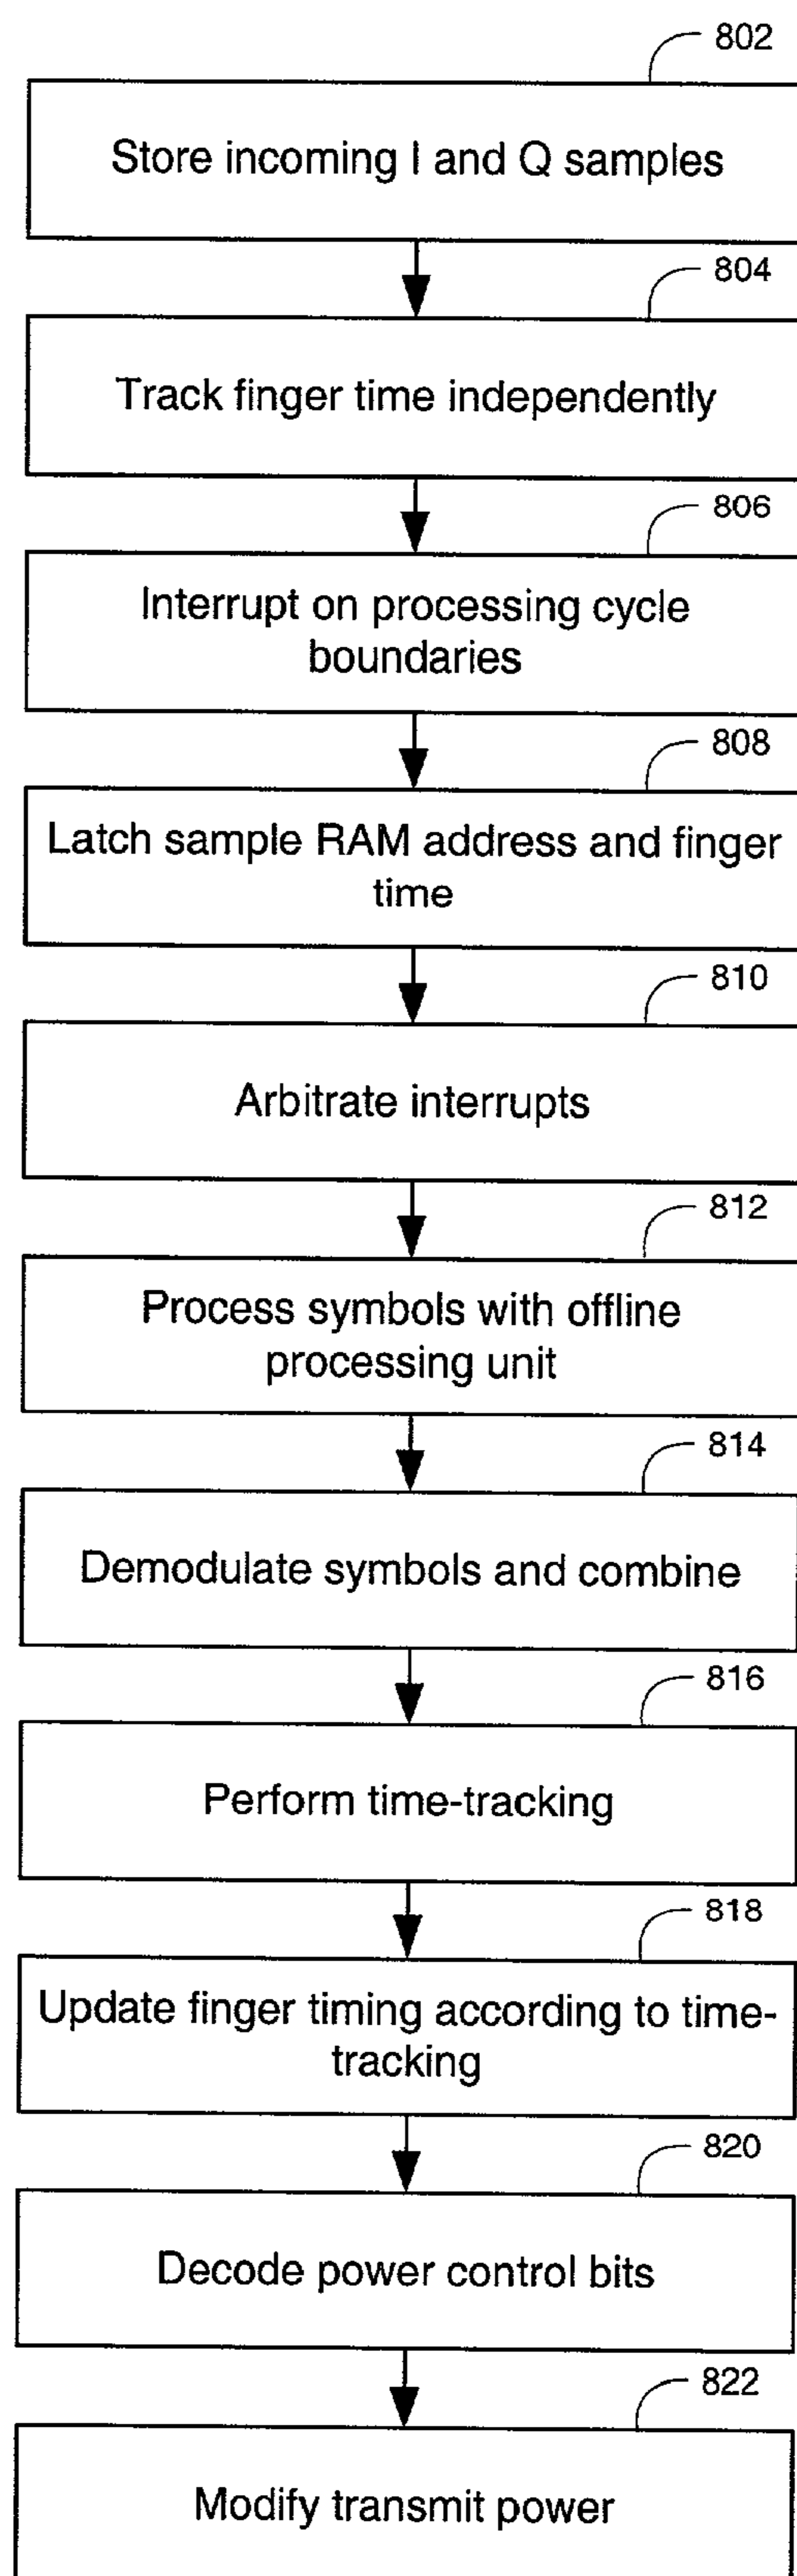 802
Store incoming I and Q samples
804
Track finger time independently
806
Interrupt on processing cycle
boundaries
808
Latch sample RAM address and finger
time
810
Arbitrate interrupts
812
Process symbols with offline
processing unit
814
Demodulate symbols and combine
816
Perform time-tracking
818
Update finger timing according to time-
tracking
820
Decode power control bits
822
Modify transmit power